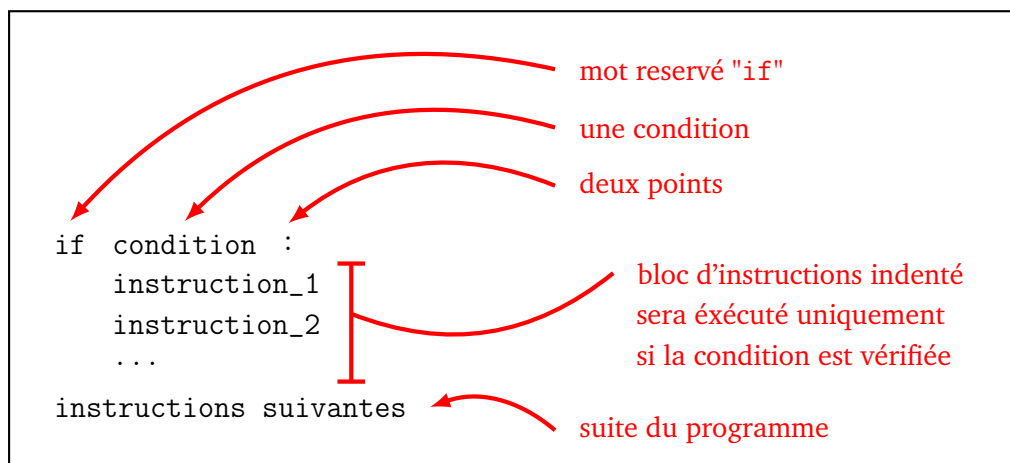 mot reservé "if"
une condition
deux points
if condition :
instruction_1
instruction_2
...
instructions suivantes
bloc d'instructions indenté
sera éxécuté uniquement
si la condition est vérifiée
suite du programme